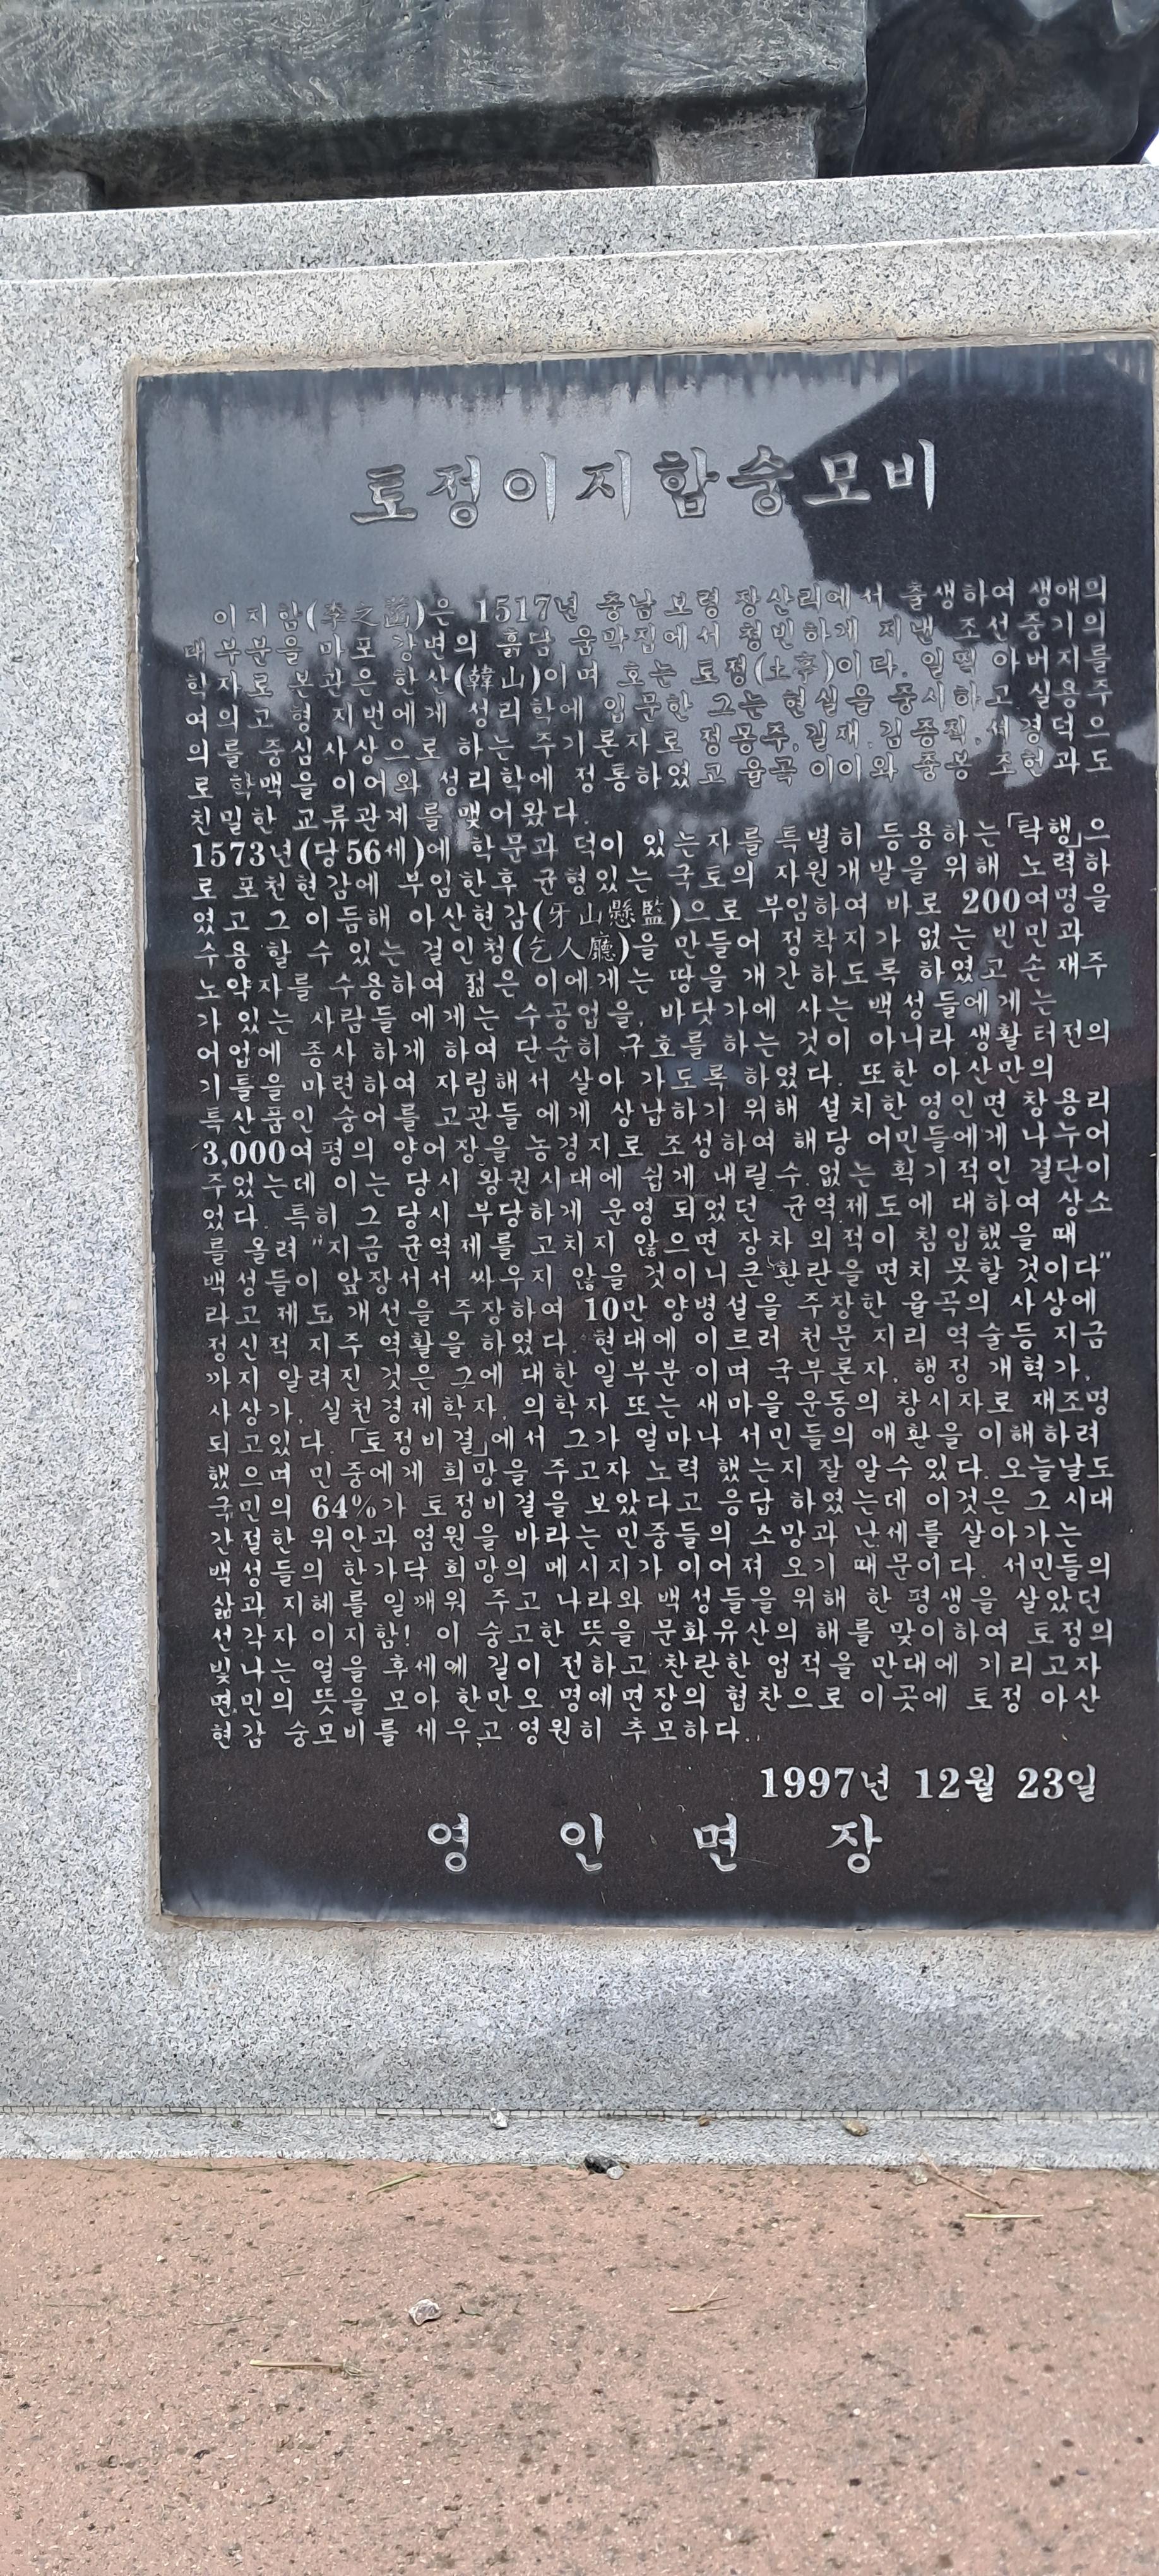 토정이지함숭모비
이지함(李之菡)은 1517년 충남 보령 장산리에서 출생하여 생애의
대부분을 마포 강변의 흙담 움막집에서 청빈하게 지낸 조선중기의
학자로 본관은 한산(韓山)이며 호는 토정(土亭)이다. 일찍 아버지를
여의고 형 지번에게 성리학에 입문한 그는 현실을 중시하고 실용주
의를 중심사상으로 하는 주기론자로 정몽주,길재,김종직,서경덕으
로 학맥을 이어와 성리학에 정통하였고 율곡 이이와 중봉 조헌과도
친밀한 교류관계를 맺어왔다.
1573년(당56세)에 학문과 덕이 있는자를 특별히 등용하는「탁행」으
로 포천현감에 부임한후 균형있는 국토의 자원개발을 위해 노력하
였고 그 이듬해 아산현감(牙山懸監)으로 부임하여 바로 200여명을
수용 할 수 있는 걸인청(乞人廳)을 만들어 정착지가 없는 빈민과
노약자를 수용하여 젊은 이에게는 땅을 개간하도록 하였고 손 재주
가 있는 사람들 에게는 수공업을, 바닷가에 사는 백성들에게는
어업에 종사 하게 하여 단순히 구호를 하는 것이 아니라 생활터전의
기틀을 마련하여 자립해서 살아 가도록 하였다. 또한 아산만의
특산품인 숭어를 고관들 에게 상납하기 위해 설치한 영인면 창용리
3,000여평의 양어장을 농경지로 조성하여 해당 어민들에게 나누어
주었는데 이는 당시 왕권시대에 쉽게 내릴수 없는 획기적인 결단이
었다. 특히 그 당시 부당하게 운영 되었던 균역제도에 대하여 상소
를 올려 "지금 균역제를 고치지 않으면 장차 외적이 침입했을 때
백성들이 앞장서서 싸우지 않을 것이니큰 환란을면치 못할 것이다"
라고 제도개선을 주장하여 10만 양병설을 주장한 율곡의 사상에
정신적 지주 역활을 하였다. 현대에 이르러 천문 지리 역술등 지금
까지 알려진 것은 그에 대한 일부분이며 국부론자, 행정 개혁가,
사상가, 실천경제학자, 의학자 또는 새마을운동의 창시자로 재조명
되고있다.「토정비결」에서 그가 얼마나 서민들의 애환을 이해하려
했으며 민중에게 희망을 주고자 노력 했는지 잘 알수있다. 오늘날도
국민의 64%가 토정비결을 보았다고 응답 하였는데 이것은 그 시대
간절한 위안과 염원을 바라는 민중들의 소망과 난세를 살아가는
백성들의 한가닥 희망의 메시지가 이어져 오기 때문이다. 서민들의
삶과 지혜를 일깨워 주고 나라와 백성들을 위해 한 평생을 살았던
선각자 이지함! 이 숭고한 뜻을 문화유산의 해를 맞이하여 토정의
빛나는 얼을 후세에 길이 전하고 찬란한 업적을 만대에 기리고자
면민의 뜻을 모아 한만오 명예면장의 협찬으로 이곳에 토정 아산
현감 숭모비를 세우고 영원히 추모하다.
1997년 12월 23일
영 인 면 장